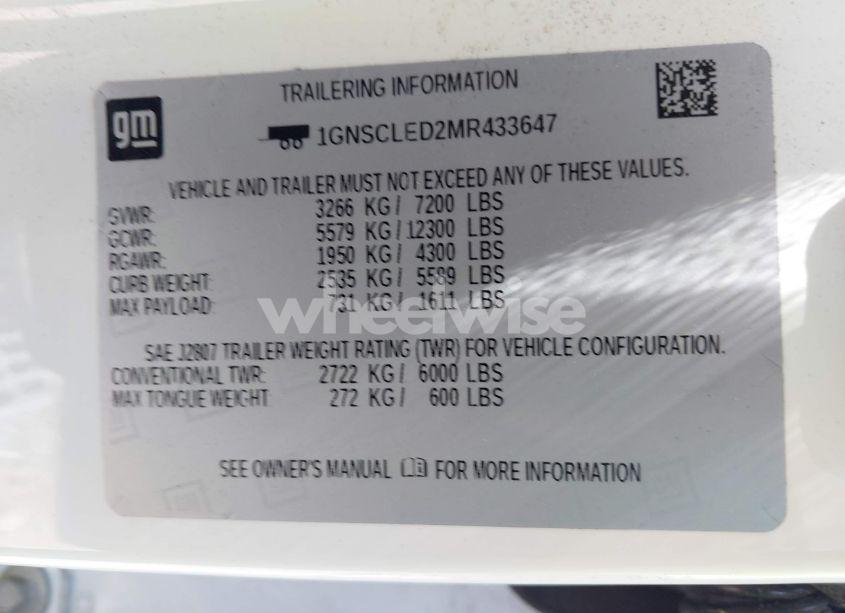 gm
TRAILERING INFORMATION
1GNSCLED2MR433647
VEHICLE AND TRAILER MUST NOT EXCEED ANY OF THESE VALUES.
GVWR: 3266 KG/ 7200 LBS
GCWR: 5579 KG/12300 LBS
RGAWR: 1950 KG/ 4300 LBS
CURB WEIGHT: 2535 KG/ 5589 LBS
MAX PAYLOAD: 731 KG/ 1611 LBS
wheelwise
SAE J2807 TRAILER WEIGHT RATING (TWR) FOR VEHICLE CONFIGURATION.
CONVENTIONAL TWR: 2722 KG/ 6000 LBS
MAX TONGUE WEIGHT: 272 KG/ 600 LBS
SEE OWNER'S MANUAL FOR MORE INFORMATION